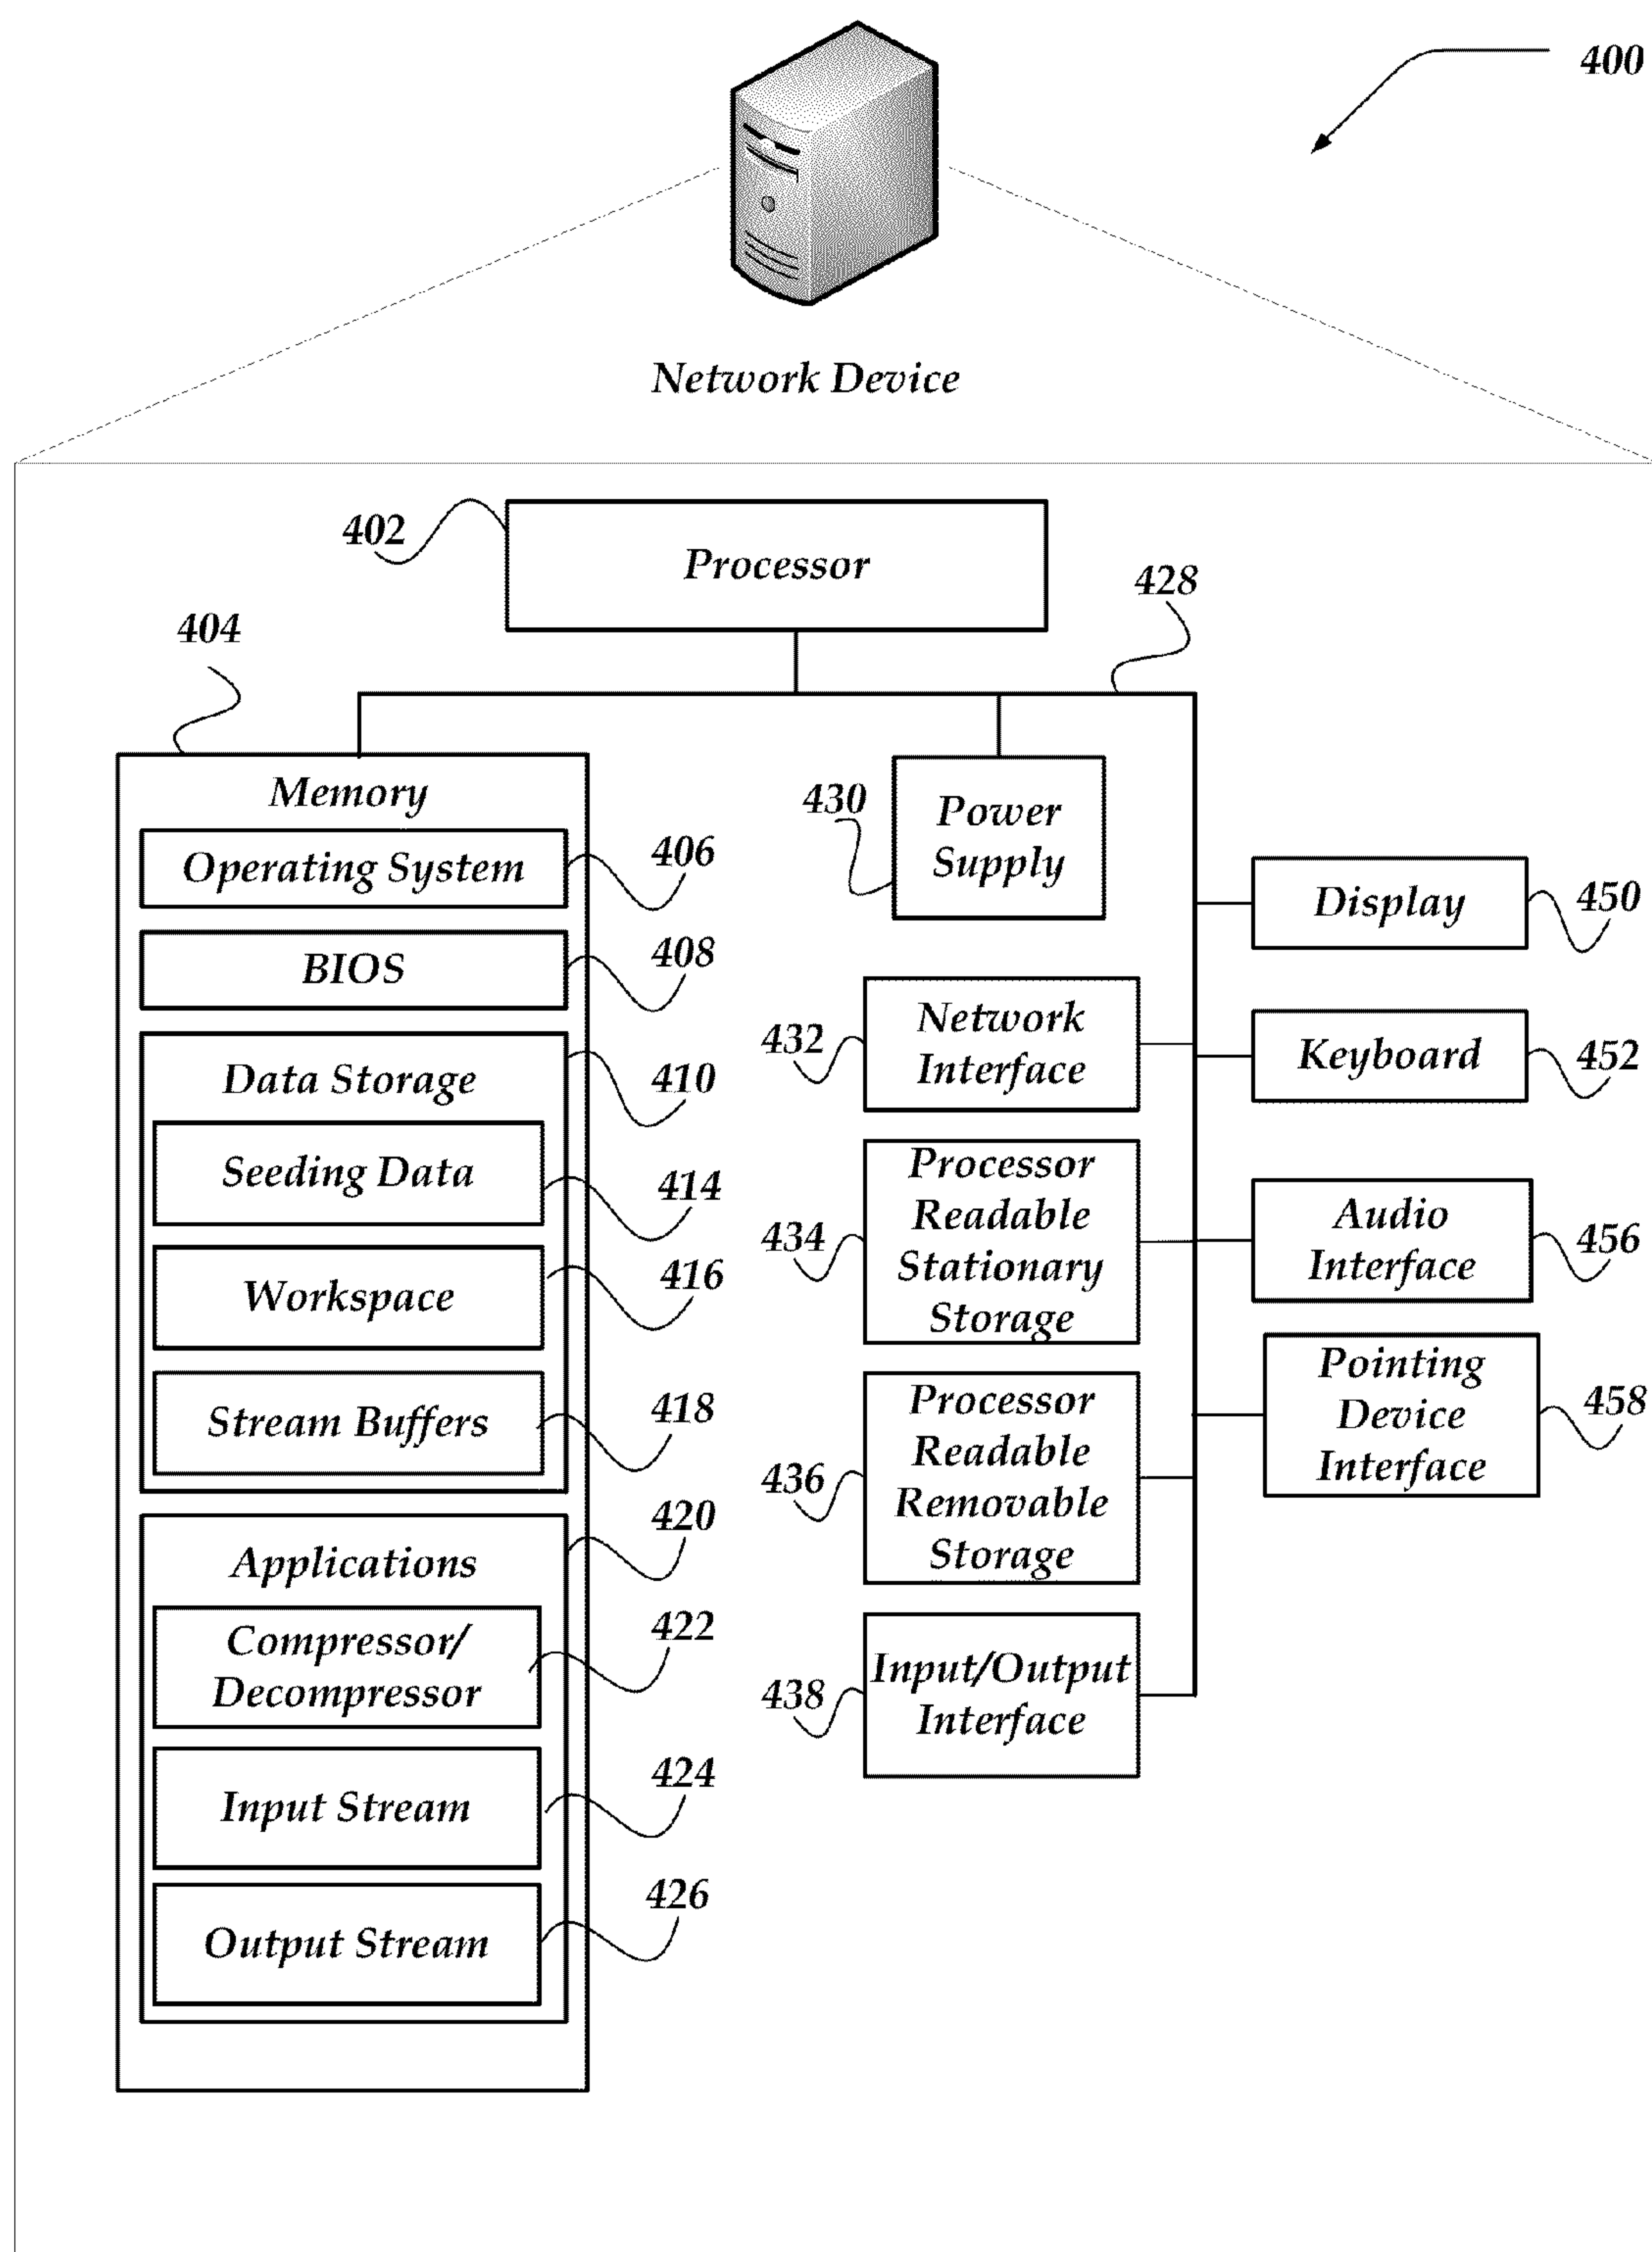 400
Network Device
402
Processor
428
404
Memory
Operating System
406
BIOS
408
Data Storage
410
Seeding Data
414
Workspace
416
Stream Buffers
418
Applications
420
Compressor/
Decompressor
422
Input Stream
424
Output Stream
426
430
Power
Supply
432
Network
Interface
434
Processor
Readable
Stationary
Storage
436
Processor
Readable
Removable
Storage
438
Input/Output
Interface
Display
450
Keyboard
452
Audio
Interface
456
Pointing
Device
Interface
458